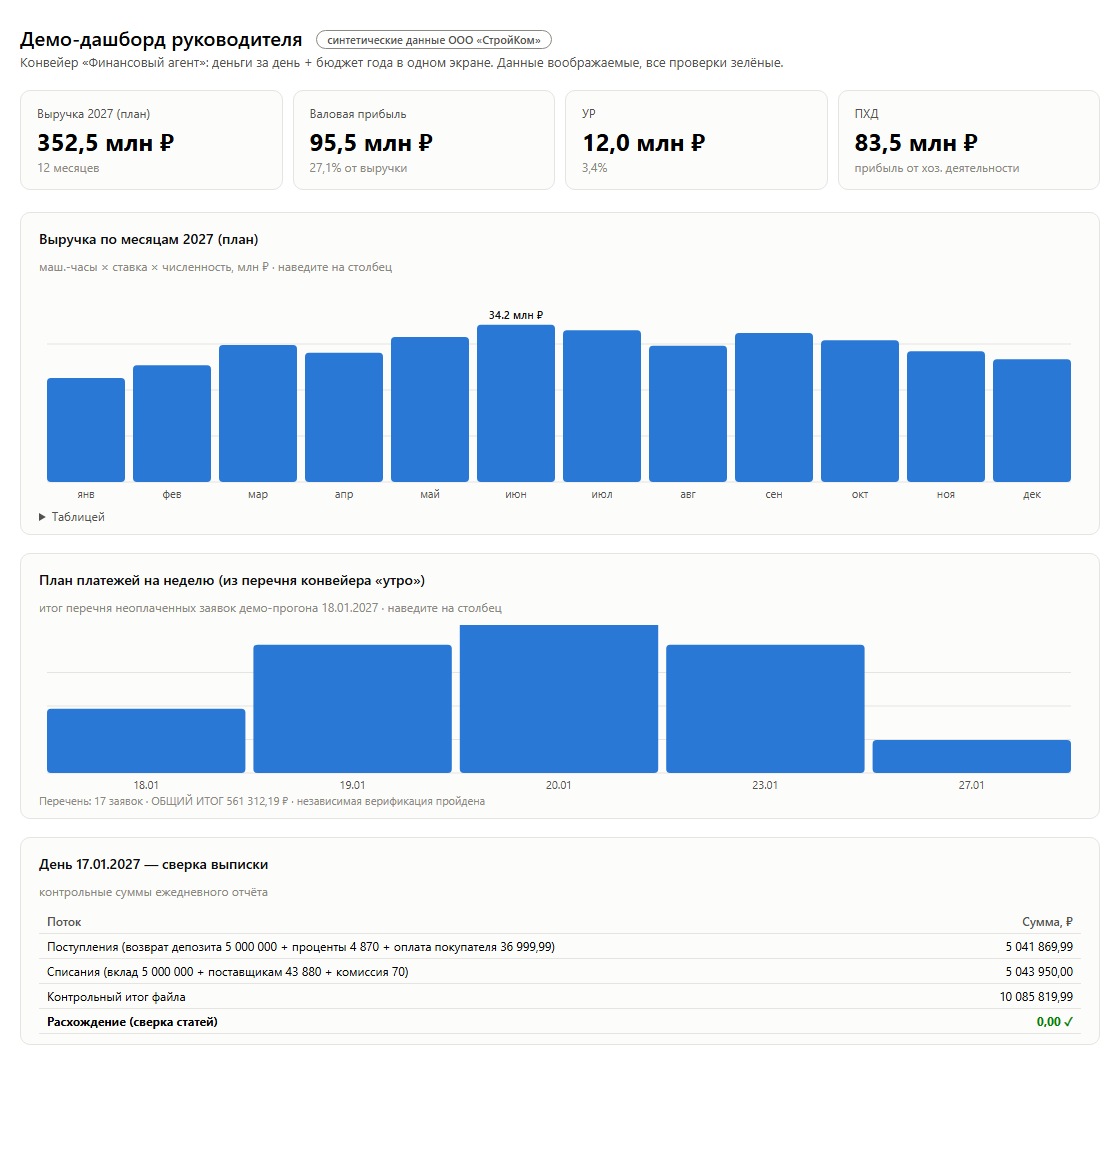 Демо-дашборд руководителя
синтетические данные ООО «СтройКом»
Конвейер «Финансовый агент»: деньги за день + бюджет года в одном экране. Данные воображаемые, все проверки зелёные.
Выручка 2027 (план)
352,5 млн ₽
12 месяцев
Валовая прибыль
95,5 млн ₽
27,1% от выручки
УР
12,0 млн ₽
3,4%
ПХД
83,5 млн ₽
прибыль от хоз. деятельности
Выручка по месяцам 2027 (план)
маш.-часы × ставка × численность, млн ₽ · наведите на столбец
34.2 млн ₽
янв фев мар апр май июн июл авг сен окт ноя дек
▶ Таблицей
План платежей на неделю (из перечня конвейера «утро»)
итог перечня неоплаченных заявок демо-прогона 18.01.2027 · наведите на столбец
18.01 19.01 20.01 23.01 27.01
Перечень: 17 заявок · ОБЩИЙ ИТОГ 561 312,19 ₽ · независимая верификация пройдена
День 17.01.2027 — сверка выписки
контрольные суммы ежедневного отчёта
Поток Сумма, ₽
Поступления (возврат депозита 5 000 000 + проценты 4 870 + оплата покупателя 36 999,99) 5 041 869,99
Списания (вклад 5 000 000 + поставщикам 43 880 + комиссия 70) 5 043 950,00
Контрольный итог файла 10 085 819,99
Расхождение (сверка статей) 0,00 ✓